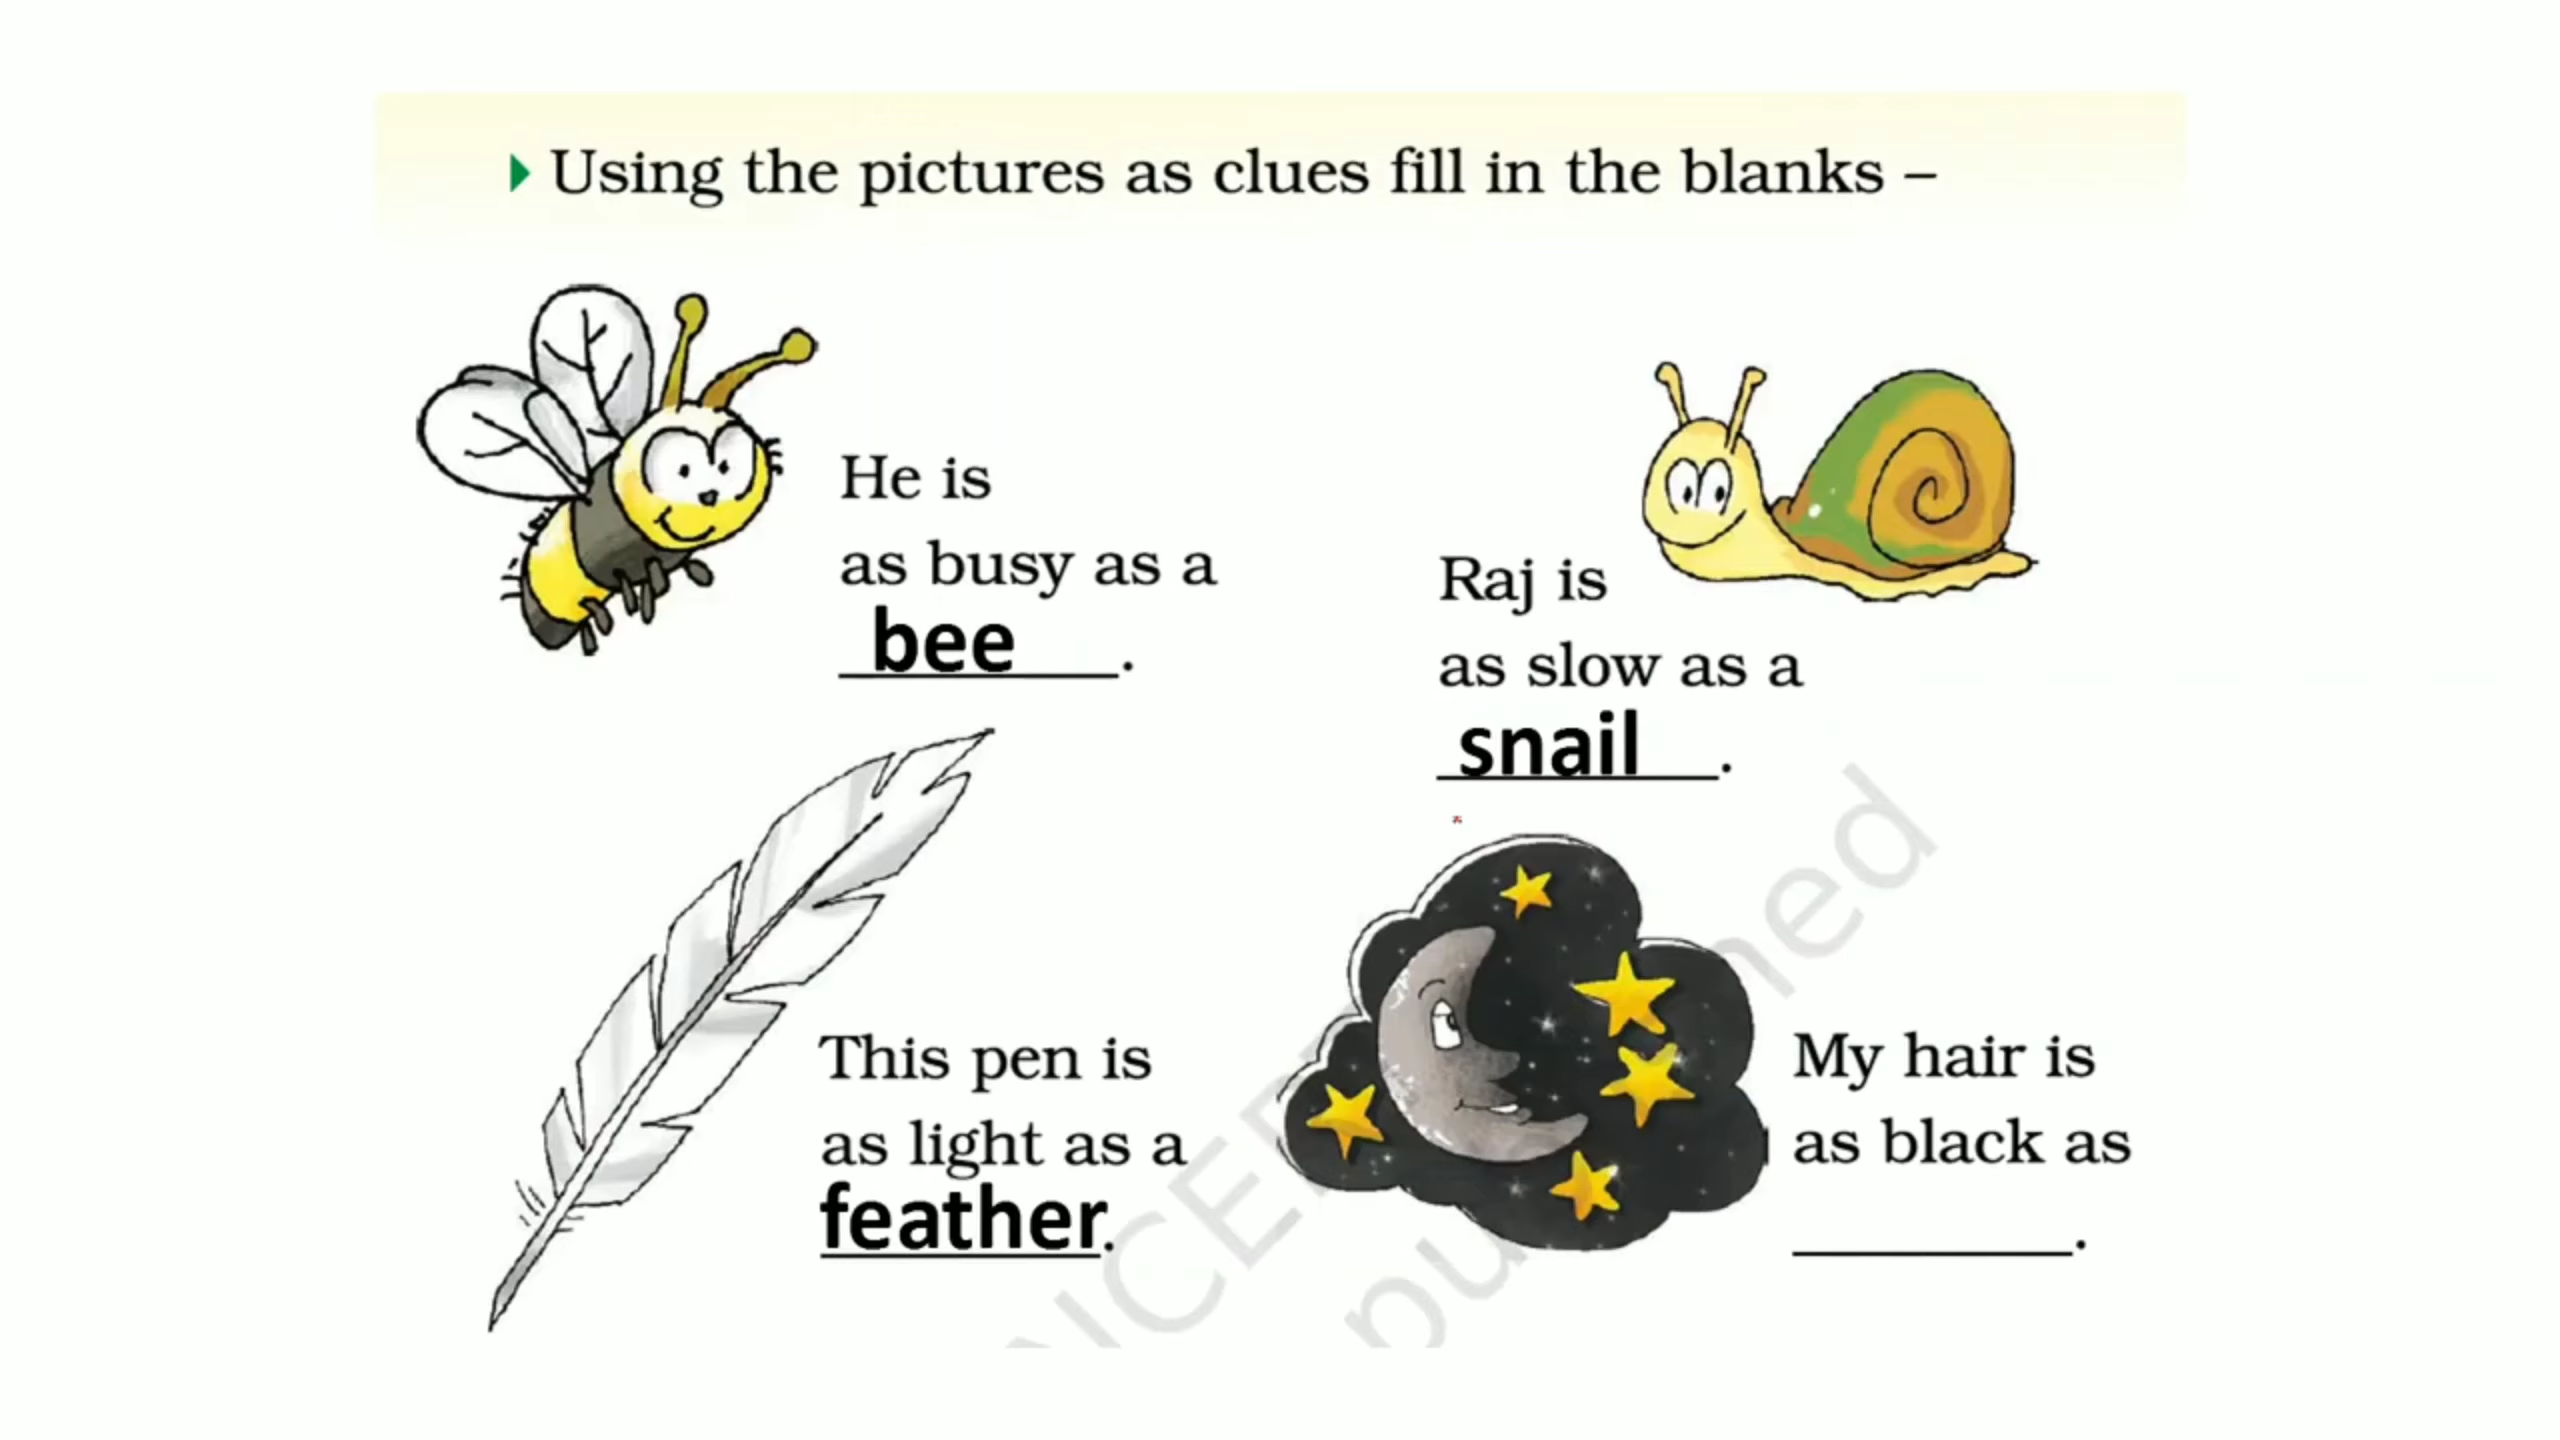 Using the pictures as clues fill in the blanks –
He is
as busy as a
bee.
Raj is
as slow as a
snail.
This pen is
as light as a
feather.
My hair is
as black as
________.